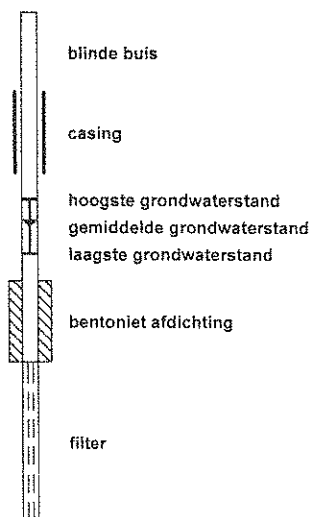 blinde buis
casing
hoogste grondwaterstand
gemiddelde grondwaterstand
laagste grondwaterstand
bentoniet afdichting
filter